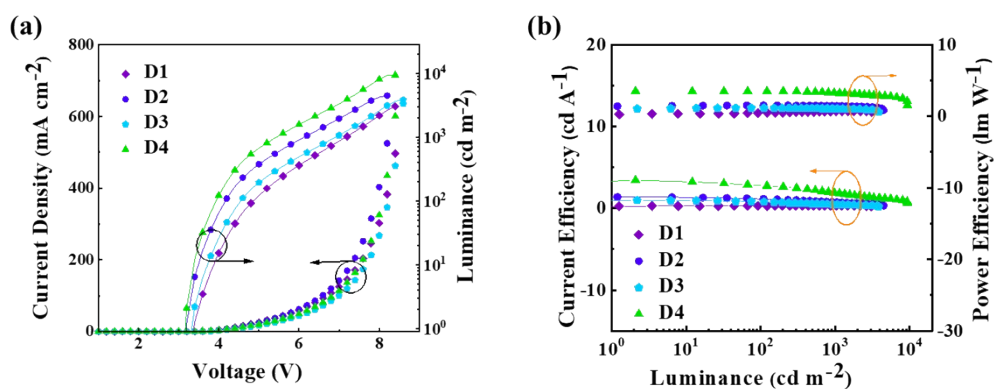 (a)
800
600
400
200
0
Current Density (mA cm⁻²)
D1
D2
D3
D4
10⁴
10³
10²
10¹
10⁰
Luminance (cd m⁻²)
2 4 6 8
Voltage (V)
(b)
20
10
0
-10
Current Efficiency (cd A⁻¹)
10
0
-10
-20
-30
Power Efficiency (lm W⁻¹)
D1
D2
D3
D4
10⁰ 10¹ 10² 10³ 10⁴
Luminance (cd m⁻²)